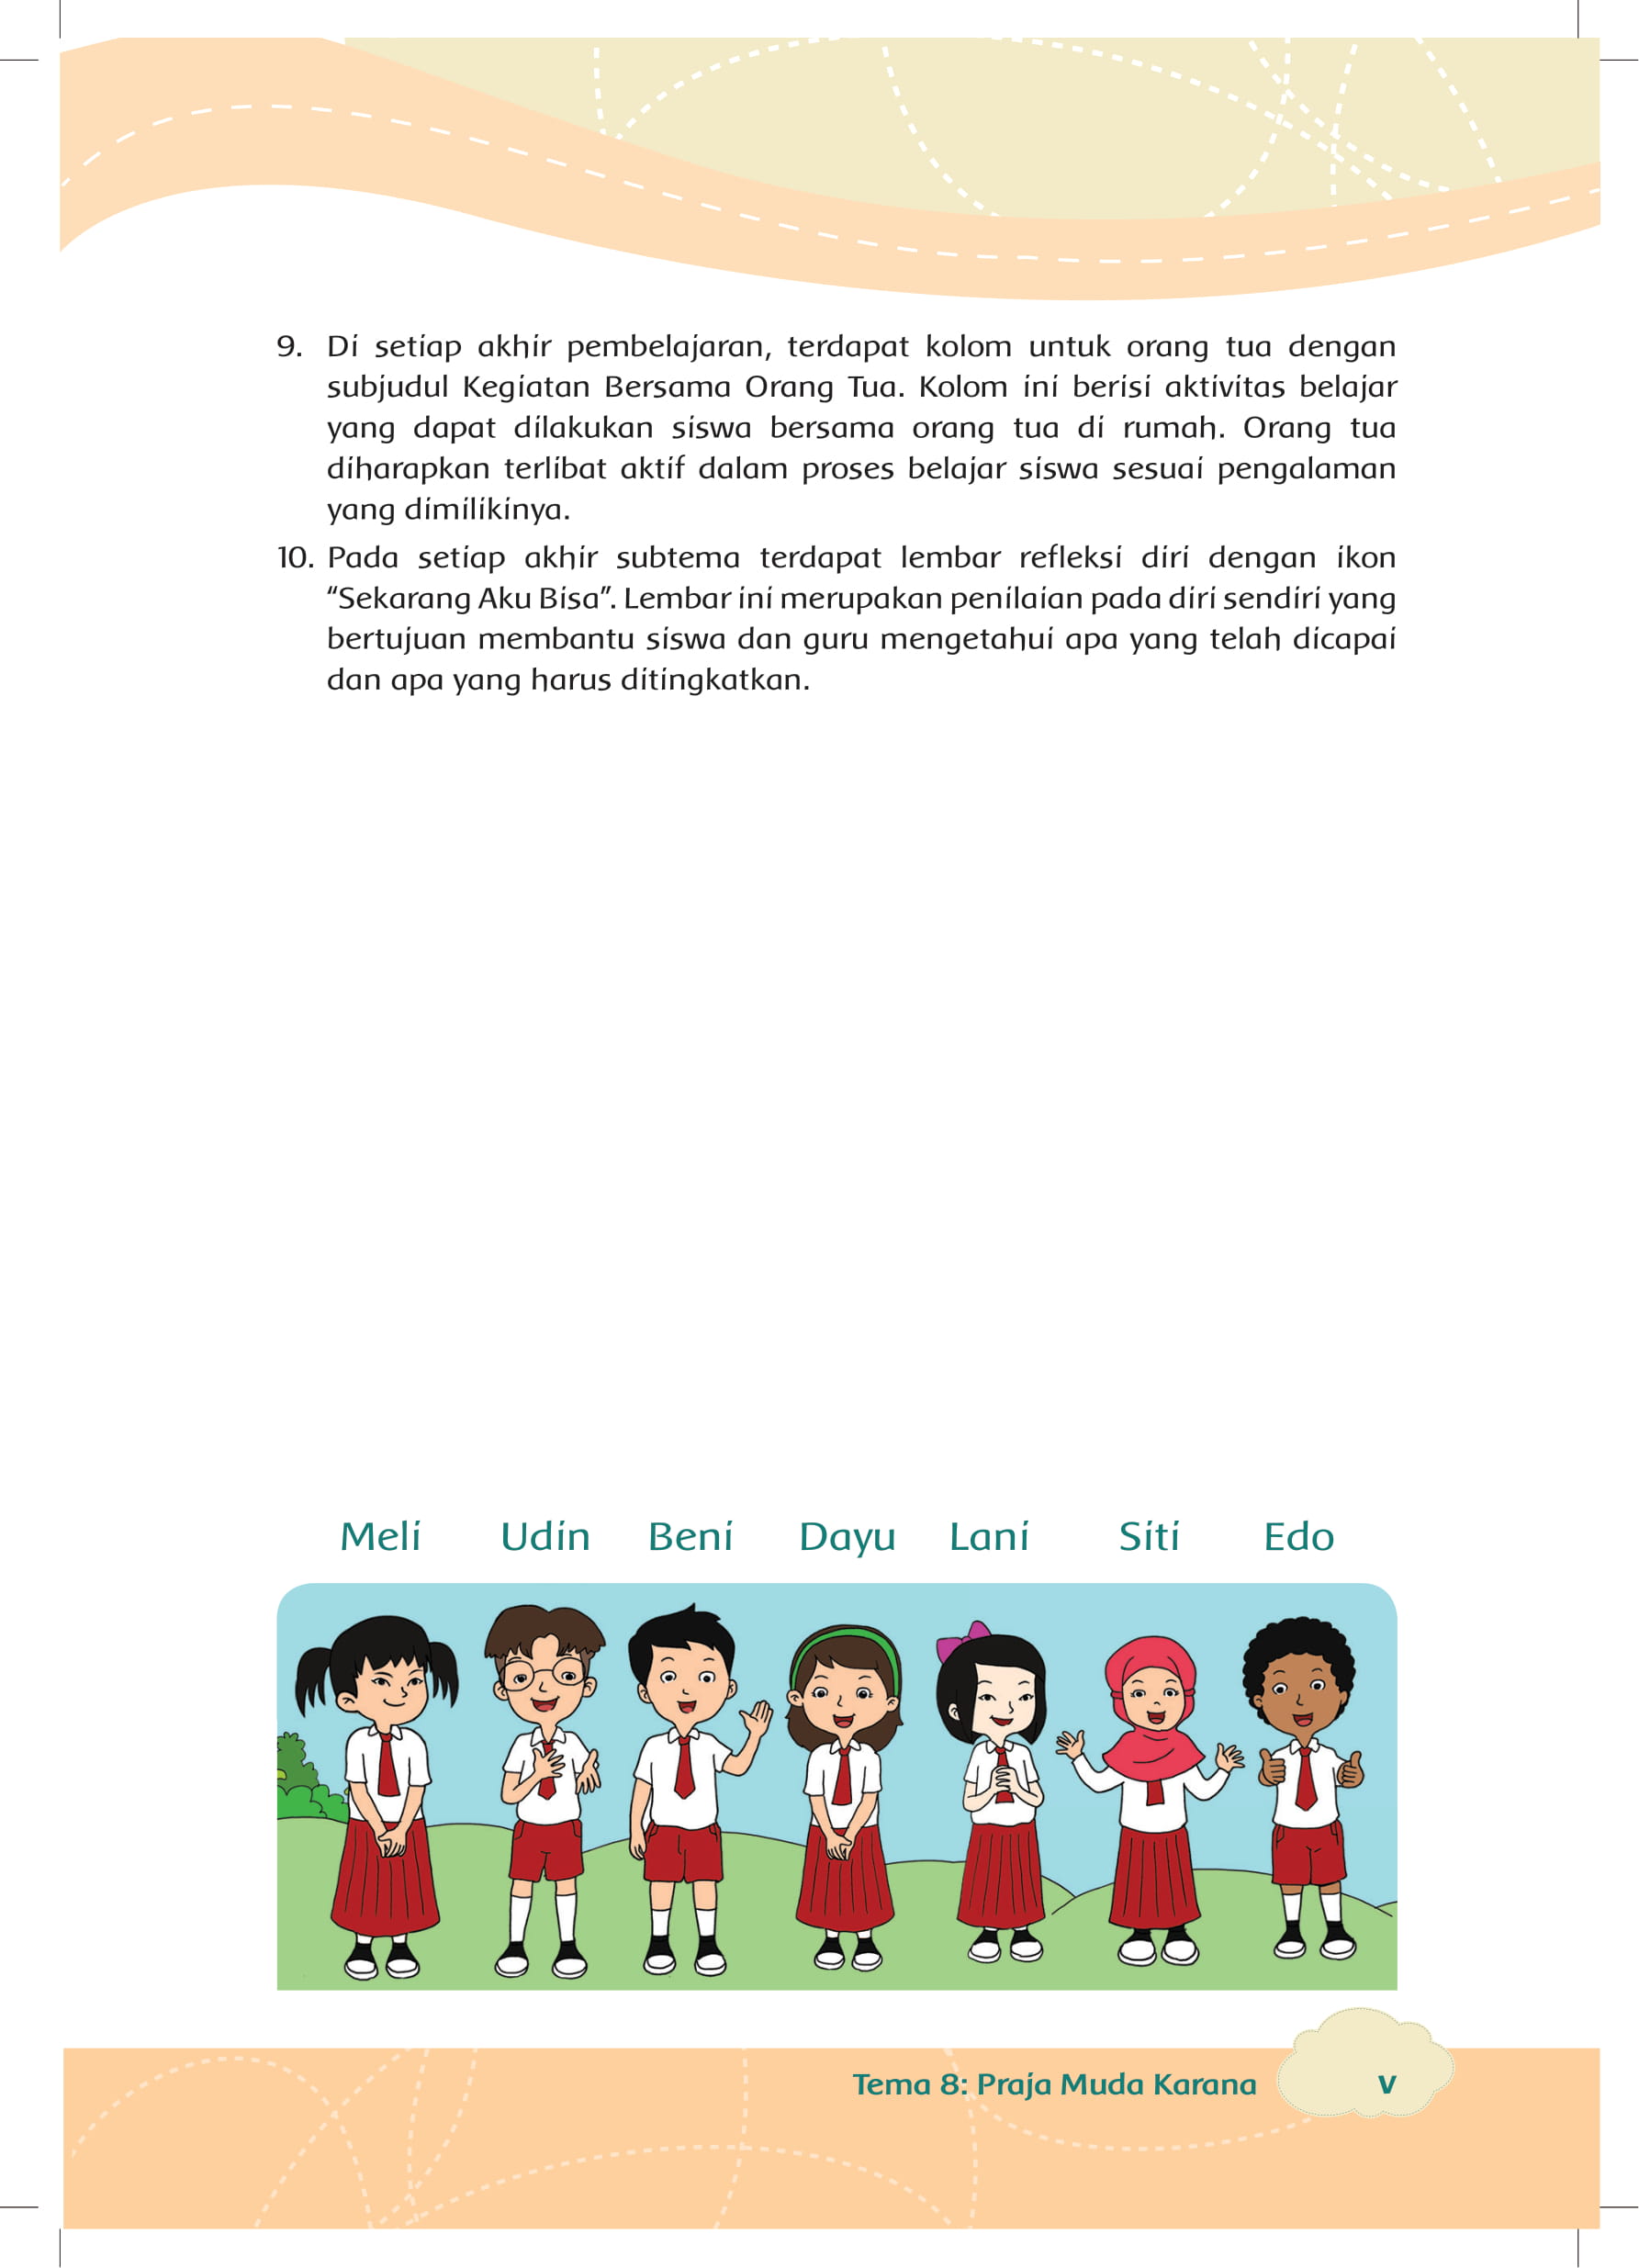 9. Di setiap akhir pembelajaran, terdapat kolom untuk orang tua dengan
subjudul Kegiatan Bersama Orang Tua. Kolom ini berisi aktivitas belajar
yang dapat dilakukan siswa bersama orang tua di rumah. Orang tua
diharapkan terlibat aktif dalam proses belajar siswa sesuai pengalaman
yang dimilikinya.
10. Pada setiap akhir subtema terdapat lembar refleksi diri dengan ikon
“Sekarang Aku Bisa”. Lembar ini merupakan penilaian pada diri sendiri yang
bertujuan membantu siswa dan guru mengetahui apa yang telah dicapai
dan apa yang harus ditingkatkan.
Meli Udin Beni Dayu Lani Siti Edo
Tema 8: Praja Muda Karana v